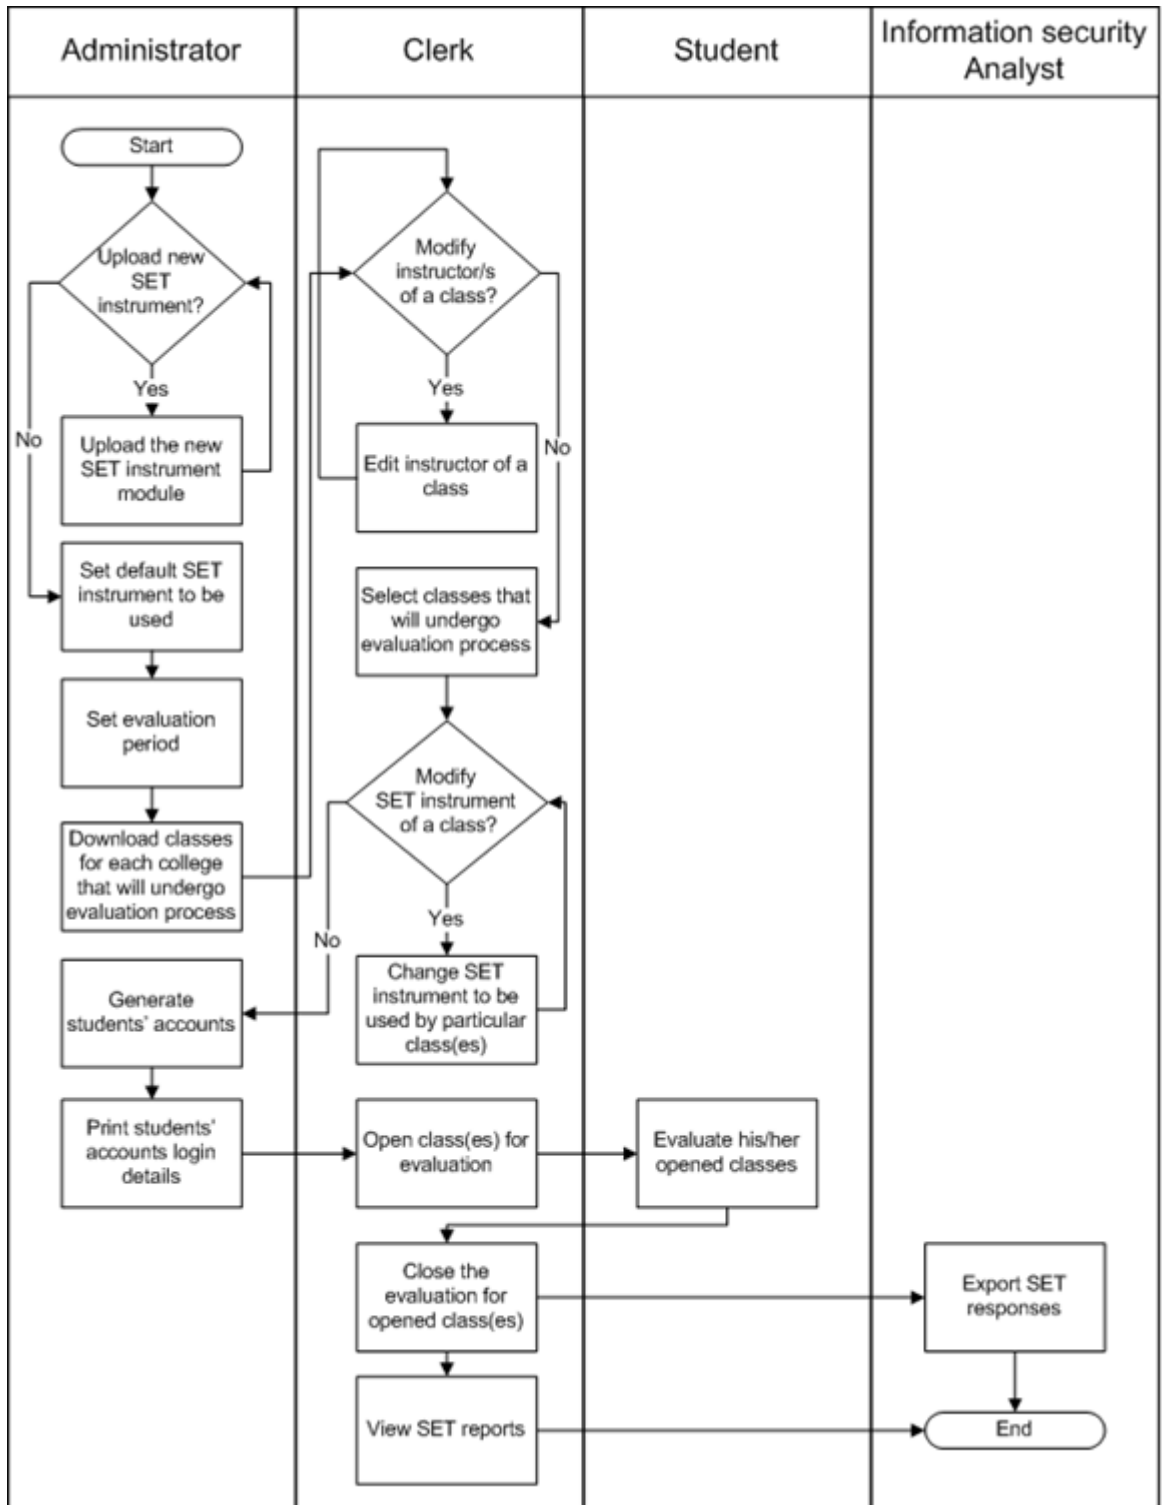 Administrator
Clerk
Student
Information security
Analyst
Start
Upload new
SET
instrument?
Yes
No
Upload the new
SET instrument
module
Set default SET
instrument to be
used
Set evaluation
period
Download classes
for each college
that will undergo
evaluation process
Generate
students' accounts
Print students'
accounts login
details
Modify
instructor/s
of a class?
Yes
No
Edit instructor of a
class
Select classes that
will undergo
evaluation process
Modify
SET instrument
of a class?
Yes
No
Change SET
instrument to be
used by particular
class(es)
Open class(es) for
evaluation
Evaluate his/her
opened classes
Close the
evaluation for
opened class(es)
View SET reports
Export SET
responses
End